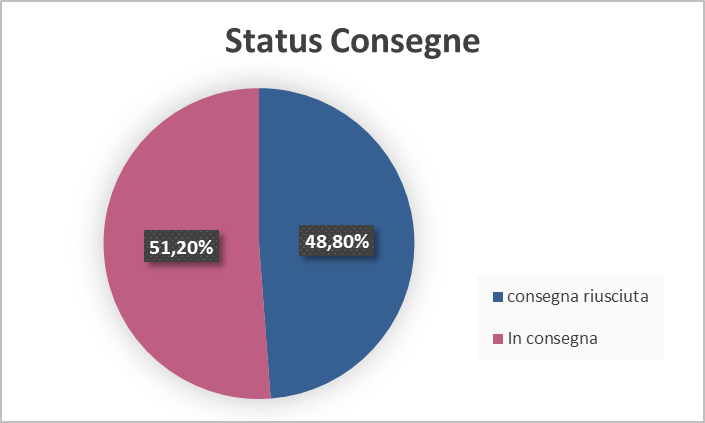 Status Consegne
51,20%
48,80%
consegna riusciuta
In consegna